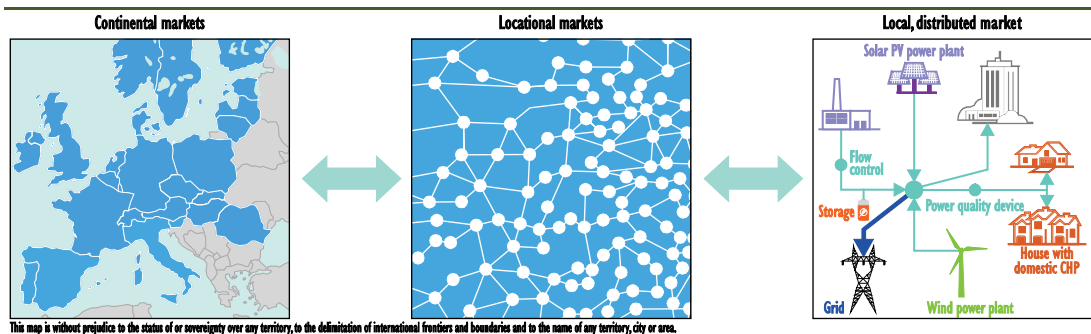 Continental markets
Locational markets
Local, distributed market
Solar PV power plant
Flow
control
Storage
Power quality device
House with
domestic CHP
Grid
Wind power plant
This map is without prejudice to the status of or sovereignty over any territory, to the delimitation of international frontiers and boundaries and to the name of any territory, city or area.